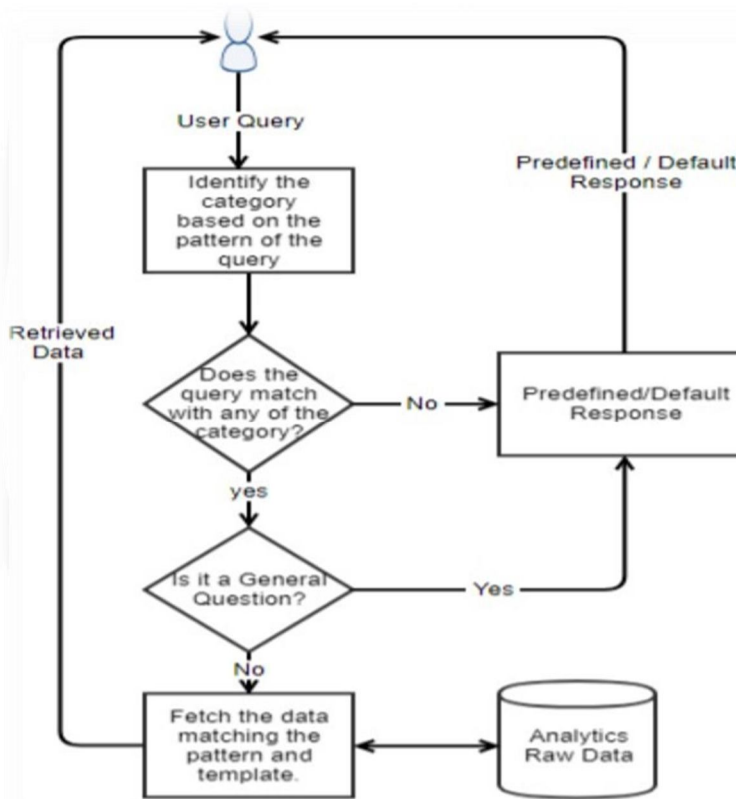 User Query
Identify the
category
based on the
pattern of the
query
Predefined / Default
Response
Retrieved
Data
Does the
query match
with any of the
category?
No
Predefined/Default
Response
yes
Is it a General
Question?
Yes
No
Fetch the data
matching the
pattern and
template.
Analytics
Raw Data